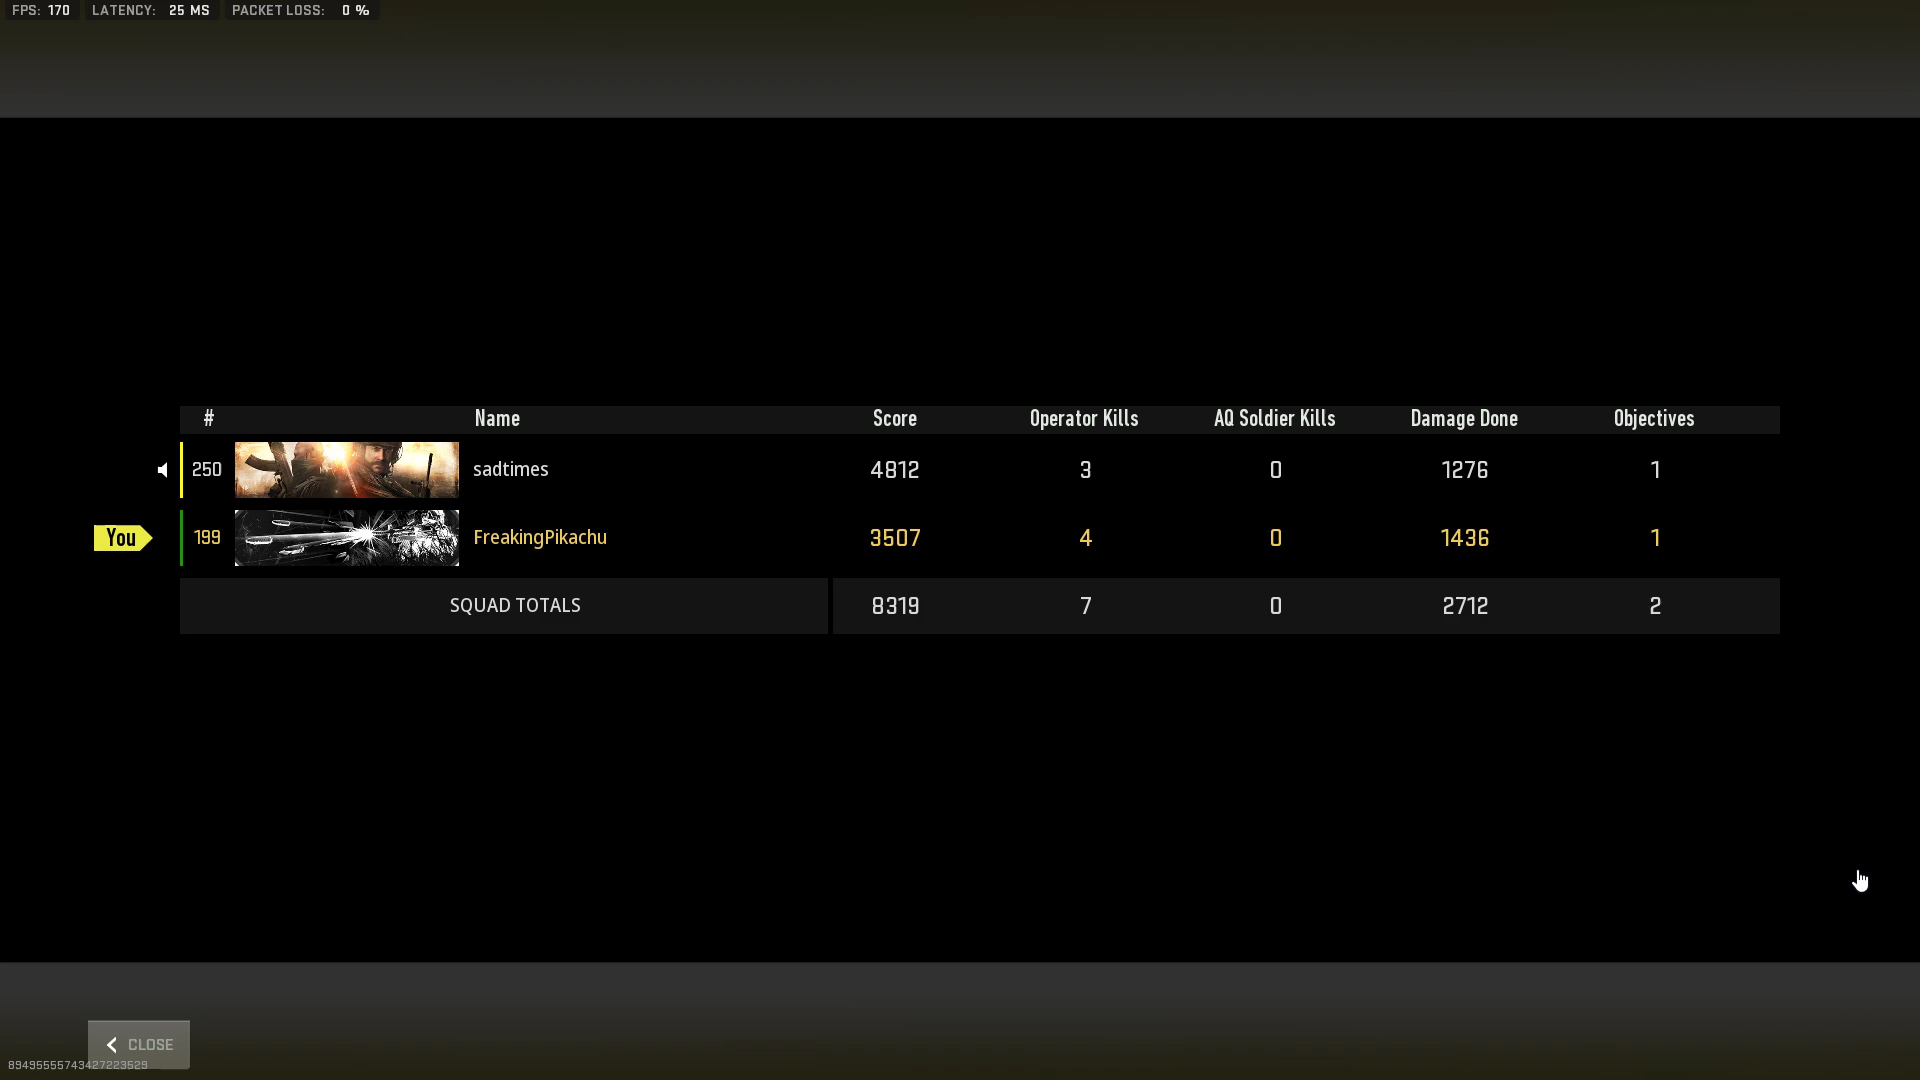 FPS: 170 LATENCY: 25 MS PACKET LOSS: 0 %
# Name Score Operator Kills AQ Soldier Kills Damage Done Objectives
250 sadtimes 4812 3 0 1276 1
You 199 FreakingPikachu 3507 4 0 1436 1
SQUAD TOTALS 8319 7 0 2712 2
CLOSE
89495555743427223529